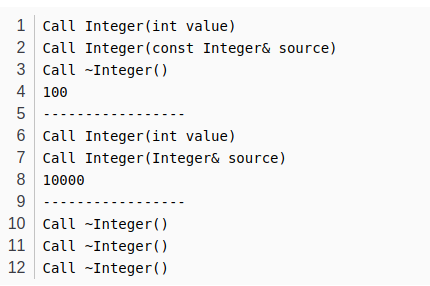 1 Call Integer(int value)
2 Call Integer(const Integer& source)
3 Call ~Integer()
4 100
5 -----------------
6 Call Integer(int value)
7 Call Integer(Integer& source)
8 10000
9 -----------------
10 Call ~Integer()
11 Call ~Integer()
12 Call ~Integer()